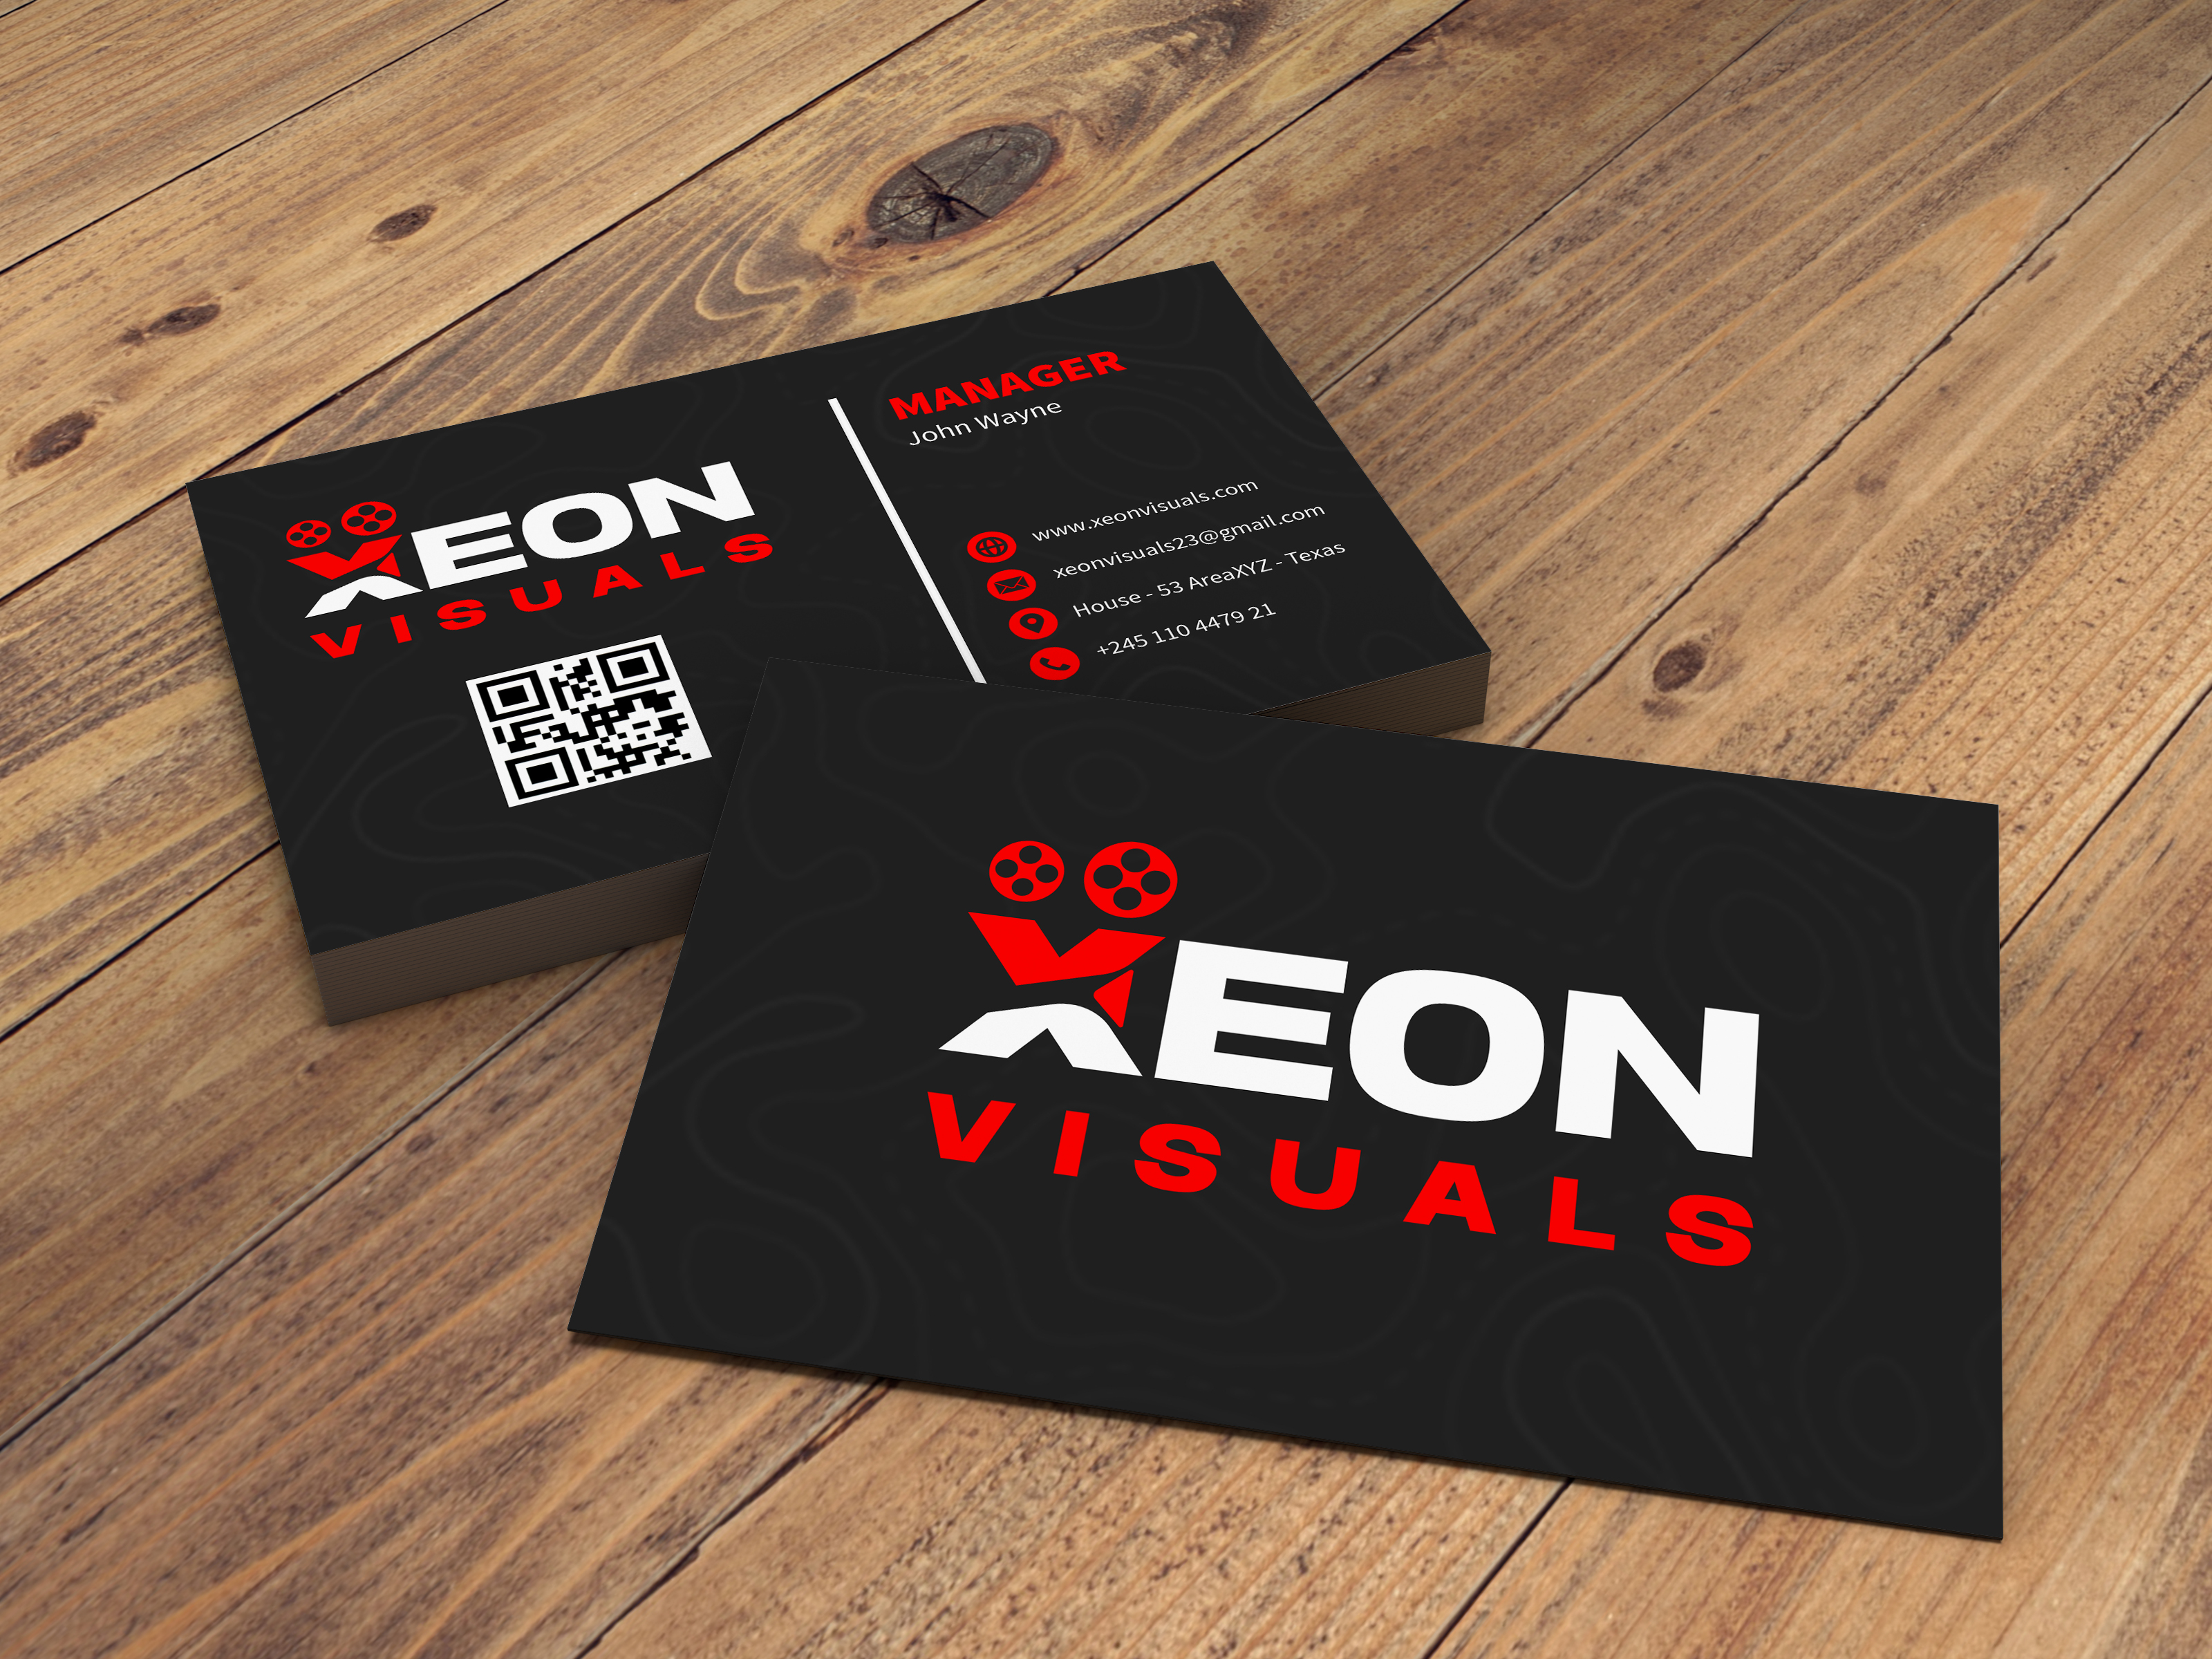 XEON
VISUALS
MANAGER
John Wayne
www.xeonvisuals.com
xeonvisuals23@gmail.com
House - 53 AreaXYZ - Texas
+245 110 4479 21
XEON
VISUALS